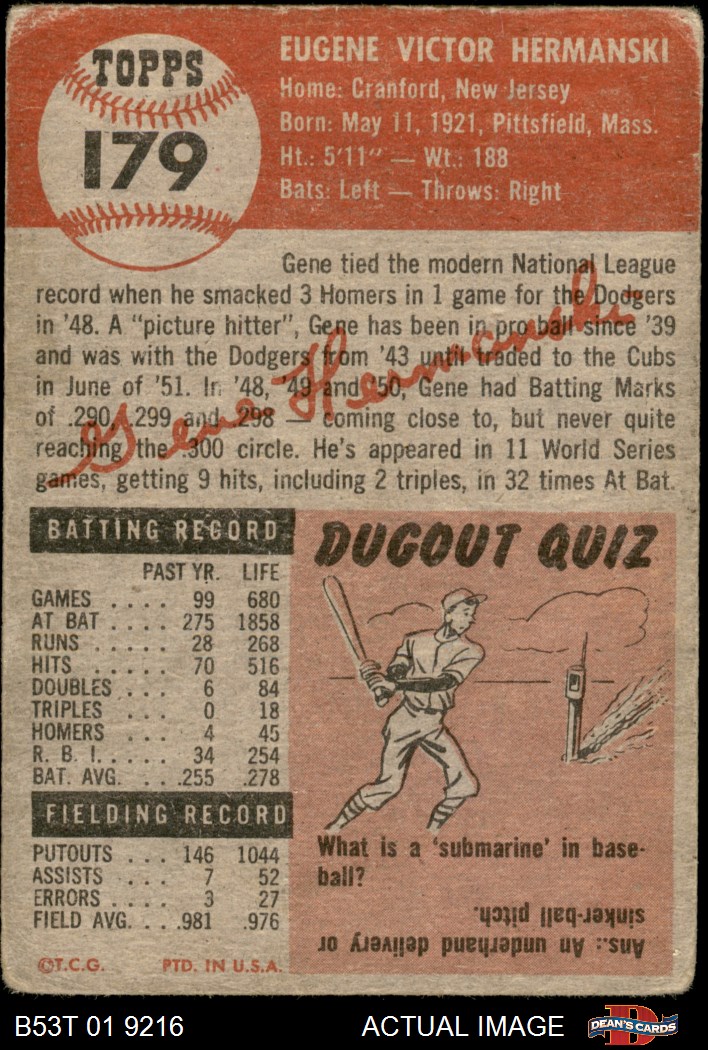 TOPPS
179
EUGENE VICTOR HERMANSKI
Home: Cranford, New Jersey
Born: May 11, 1921, Pittsfield, Mass.
Ht.: 5'11" — Wt.: 188
Bats: Left — Throws: Right
Gene tied the modern National League
record when he smacked 3 Homers in 1 game for the Dodgers
in '48. A "picture hitter", Gene has been in pro ball since '39
and was with the Dodgers from '43 until traded to the Cubs
in June of '51. In '48, '49 and '50, Gene had Batting Marks
of .290, .299 and .298 — coming close to, but never quite
reaching the .300 circle. He's appeared in 11 World Series
games, getting 9 hits, including 2 triples, in 32 times At Bat.
Gene Hermanski
BATTING RECORD
PAST YR. LIFE
GAMES .... 99 680
AT BAT .... 275 1858
RUNS ..... 28 268
HITS ..... 70 516
DOUBLES .... 6 84
TRIPLES ... 0 18
HOMERS .... 4 45
R. B. I. ..... 34 254
BAT. AVG. .... .255 .278
FIELDING RECORD
PUTOUTS ... 146 1044
ASSISTS .... 7 52
ERRORS .... 3 27
FIELD AVG. ... .981 .976
©T.C.G. PTD. IN U.S.A.
DUGOUT QUIZ
What is a 'submarine' in base-
ball?
Ans.: An underhand delivery or
sinker-ball pitch.
B53T 01 9216 ACTUAL IMAGE DEAN'S CARDS